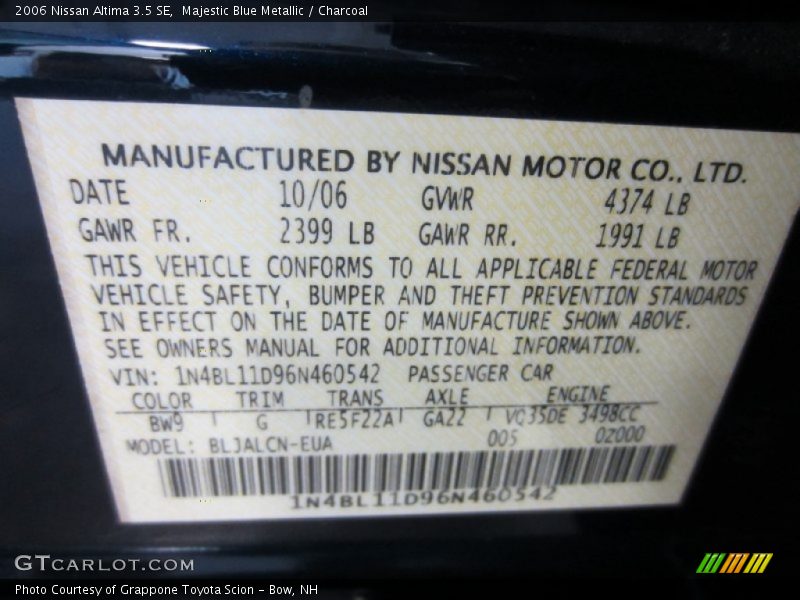 2006 Nissan Altima 3.5 SE,  Majestic Blue Metallic / Charcoal
MANUFACTURED BY NISSAN MOTOR CO., LTD.
DATE 10/06 GVWR 4374 LB
GAWR FR. 2399 LB GAWR RR. 1991 LB
THIS VEHICLE CONFORMS TO ALL APPLICABLE FEDERAL MOTOR
VEHICLE SAFETY, BUMPER AND THEFT PREVENTION STANDARDS
IN EFFECT ON THE DATE OF MANUFACTURE SHOWN ABOVE.
SEE OWNERS MANUAL FOR ADDITIONAL INFORMATION.
VIN: 1N4BL11D96N460542 PASSENGER CAR
COLOR TRIM TRANS AXLE ENGINE
BW9 G RE5F22A GA22 VQ35DE 3498CC
MODEL: BLJALCN-EUA 005 0Z000
1N4BL11D96N460542
GTCARLOT.COM
Photo Courtesy of Grappone Toyota Scion - Bow, NH